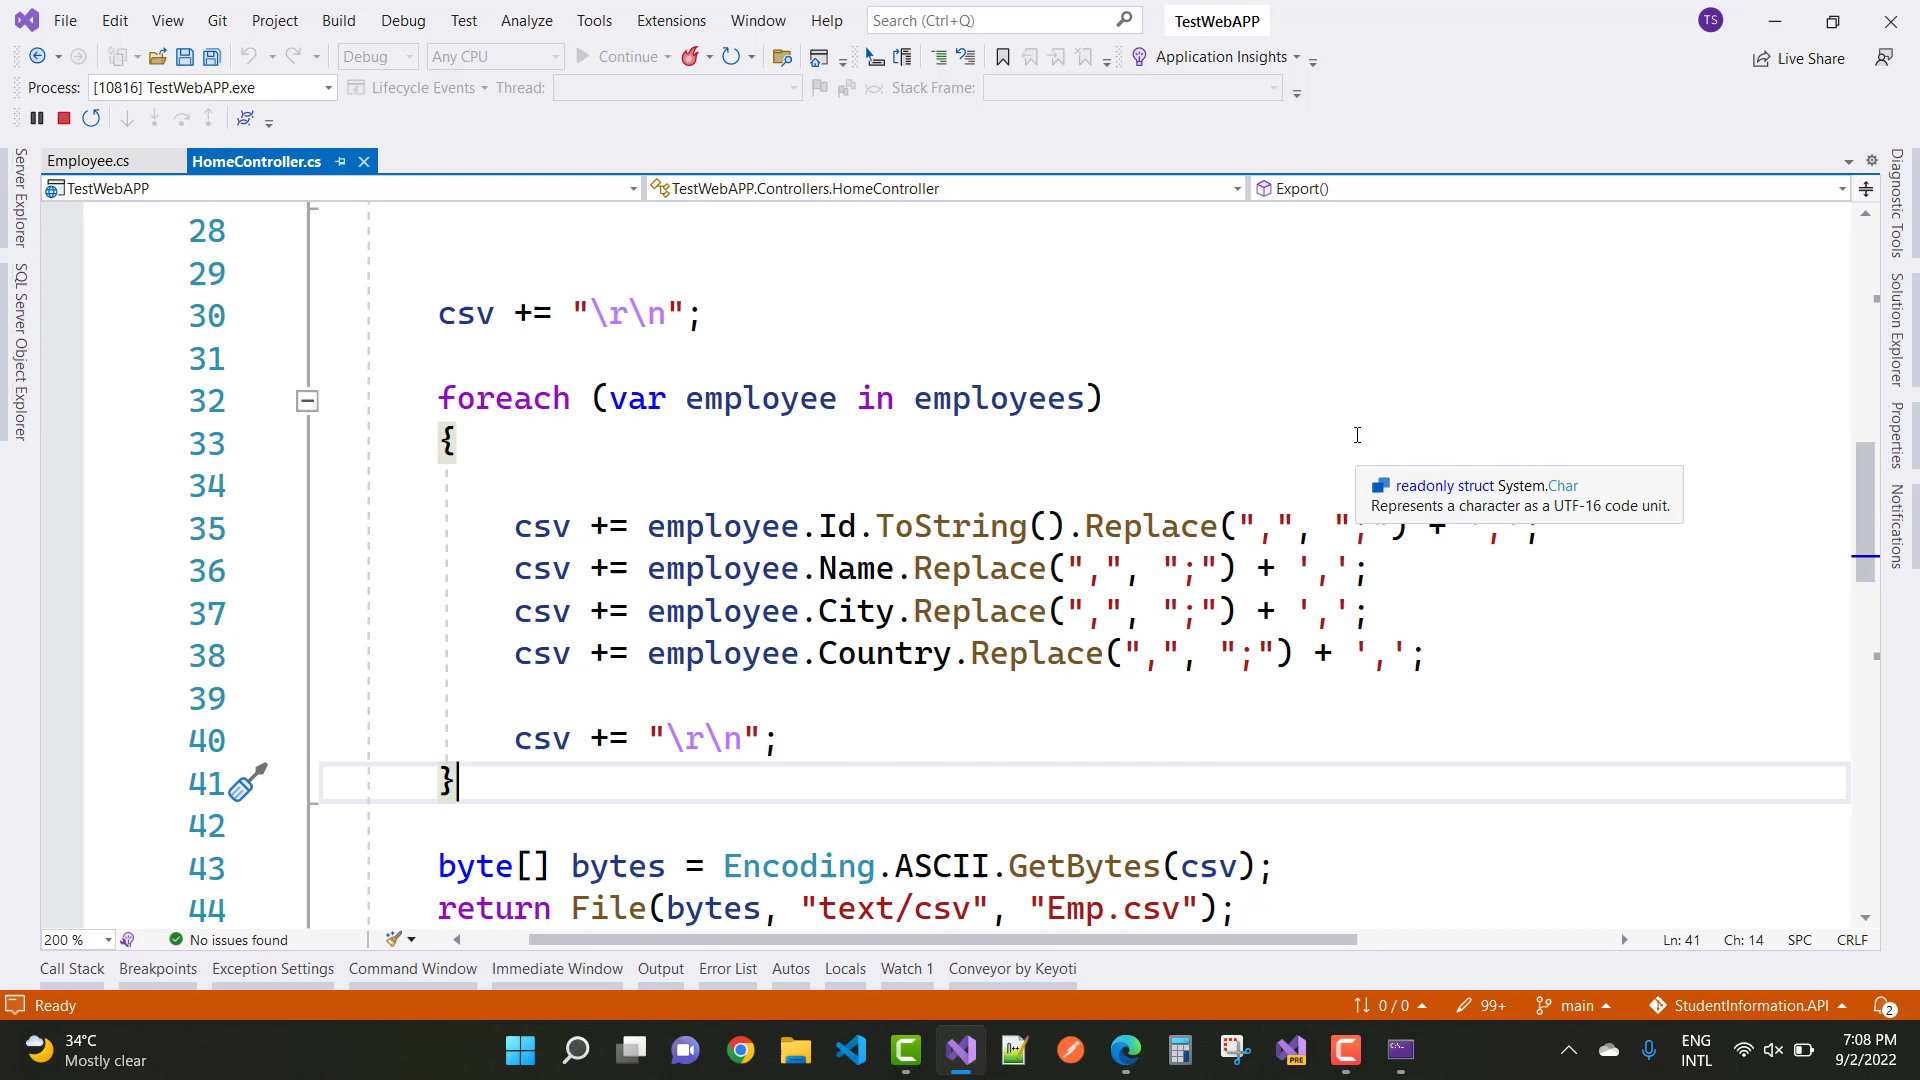 File Edit View Git Project Build Debug Test Analyze Tools Extensions Window Help Search (Ctrl+Q) TestWebAPP TS
Debug Any CPU Continue Application Insights Live Share
Process: [10816] TestWebAPP.exe Lifecycle Events Thread: Stack Frame:
Employee.cs HomeController.cs
TestWebAPP TestWebAPP.Controllers.HomeController Export()
Server Explorer
SQL Server Object Explorer
Diagnostic Tools
Solution Explorer
Properties
Notifications
28
29
30 csv += "\r\n";
31
32 foreach (var employee in employees)
33 {
34
readonly struct System.Char
Represents a character as a UTF-16 code unit.
35 csv += employee.Id.ToString().Replace(",", ";") + ',';
36 csv += employee.Name.Replace(",", ";") + ',';
37 csv += employee.City.Replace(",", ";") + ',';
38 csv += employee.Country.Replace(",", ";") + ',';
39
40 csv += "\r\n";
41 }
42
43 byte[] bytes = Encoding.ASCII.GetBytes(csv);
44 return File(bytes, "text/csv", "Emp.csv");
200 % No issues found Ln: 41 Ch: 14 SPC CRLF
Call Stack Breakpoints Exception Settings Command Window Immediate Window Output Error List Autos Locals Watch 1 Conveyor by Keyoti
Ready 0 / 0 99+ main StudentInformation.API 2
34°C
Mostly clear
PRE
ENG
INTL
7:08 PM
9/2/2022